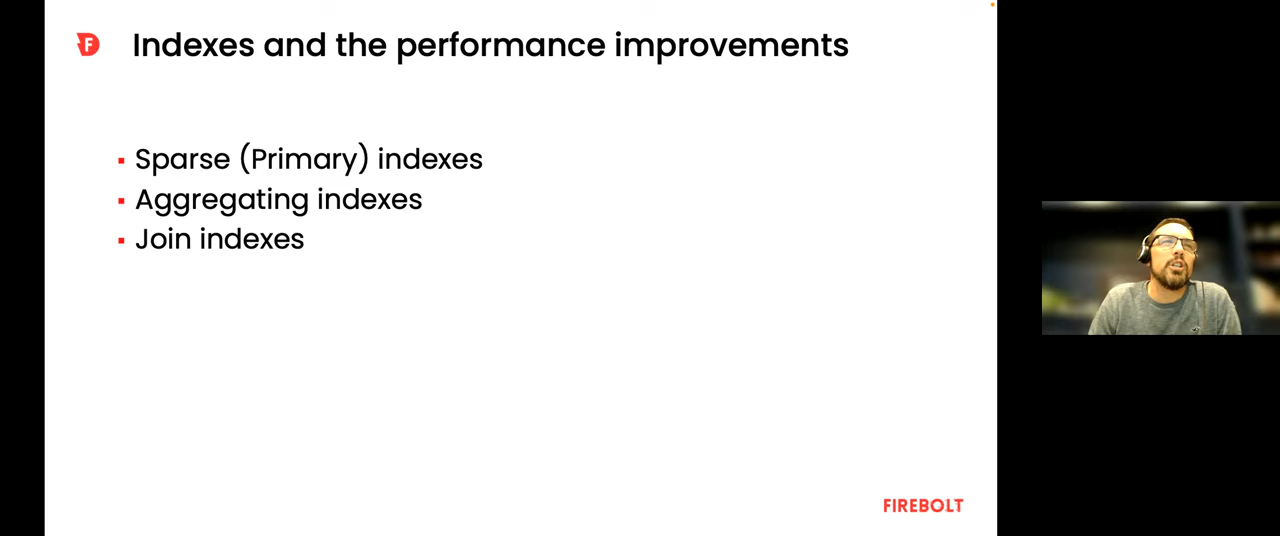 Indexes and the performance improvements
Sparse (Primary) indexes
Aggregating indexes
Join indexes
FIREBOLT